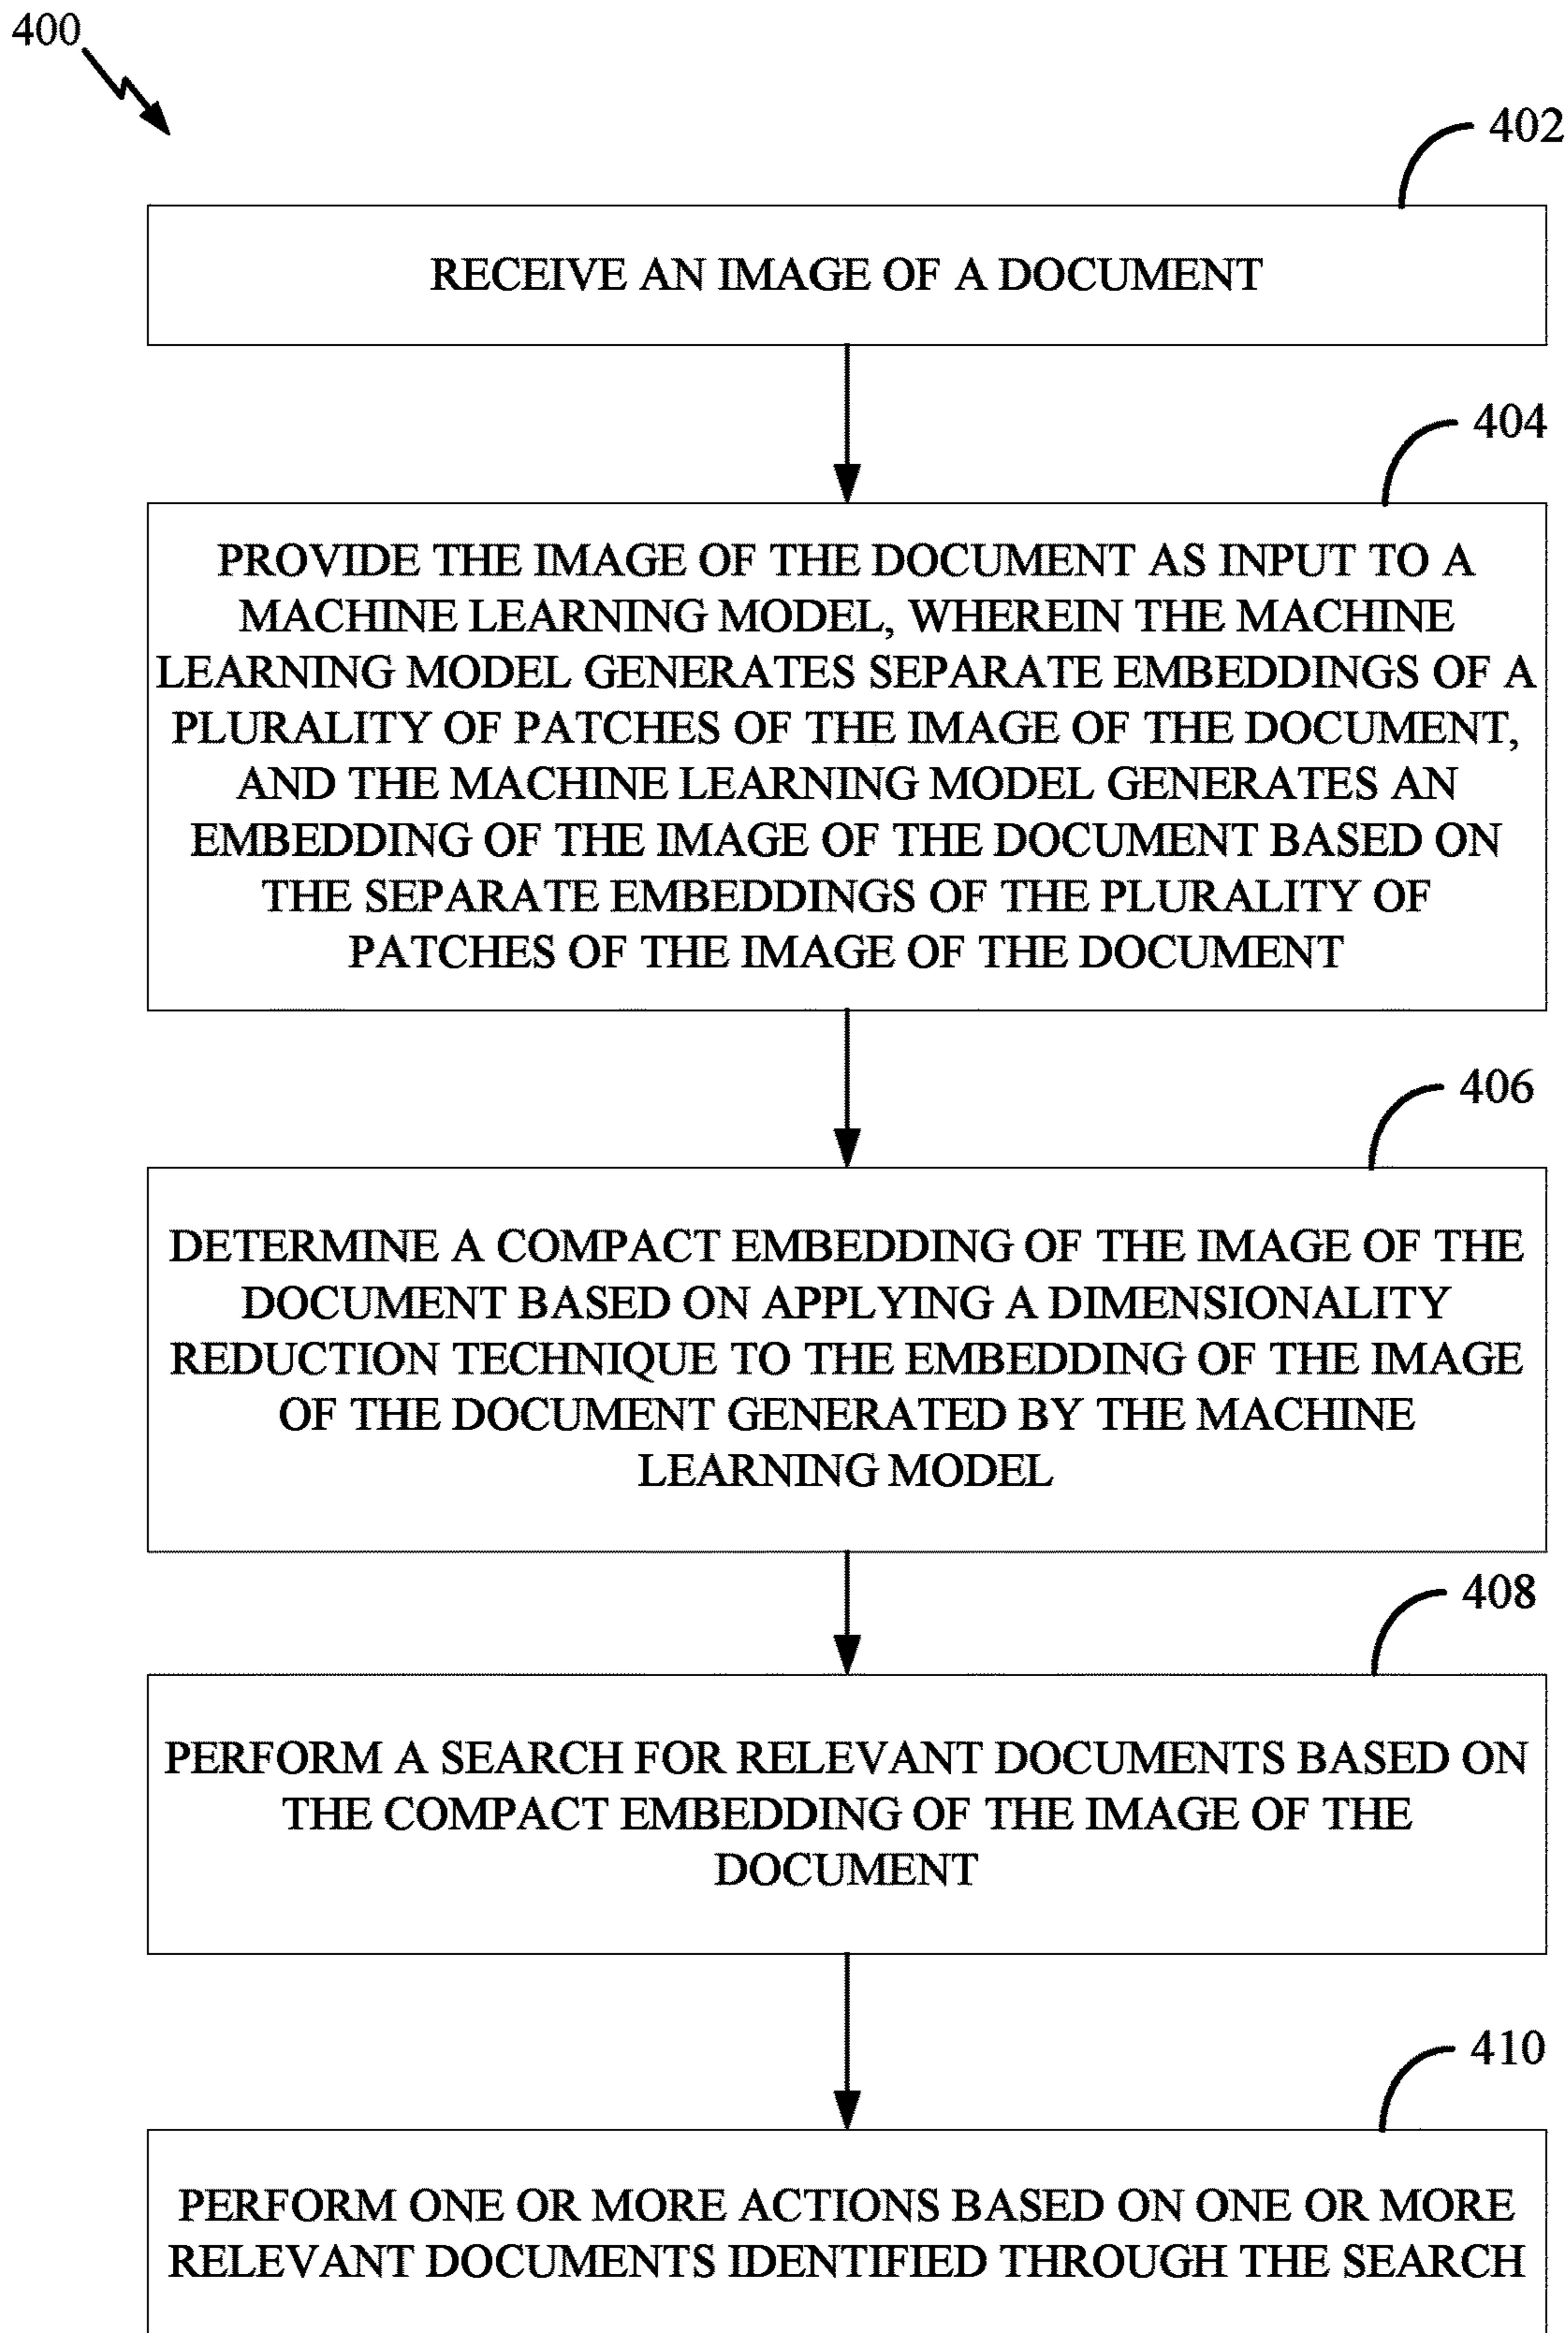 400
402
RECEIVE AN IMAGE OF A DOCUMENT
404
PROVIDE THE IMAGE OF THE DOCUMENT AS INPUT TO A
MACHINE LEARNING MODEL, WHEREIN THE MACHINE
LEARNING MODEL GENERATES SEPARATE EMBEDDINGS OF A
PLURALITY OF PATCHES OF THE IMAGE OF THE DOCUMENT,
AND THE MACHINE LEARNING MODEL GENERATES AN
EMBEDDING OF THE IMAGE OF THE DOCUMENT BASED ON
THE SEPARATE EMBEDDINGS OF THE PLURALITY OF
PATCHES OF THE IMAGE OF THE DOCUMENT
406
DETERMINE A COMPACT EMBEDDING OF THE IMAGE OF THE
DOCUMENT BASED ON APPLYING A DIMENSIONALITY
REDUCTION TECHNIQUE TO THE EMBEDDING OF THE IMAGE
OF THE DOCUMENT GENERATED BY THE MACHINE
LEARNING MODEL
408
PERFORM A SEARCH FOR RELEVANT DOCUMENTS BASED ON
THE COMPACT EMBEDDING OF THE IMAGE OF THE
DOCUMENT
410
PERFORM ONE OR MORE ACTIONS BASED ON ONE OR MORE
RELEVANT DOCUMENTS IDENTIFIED THROUGH THE SEARCH